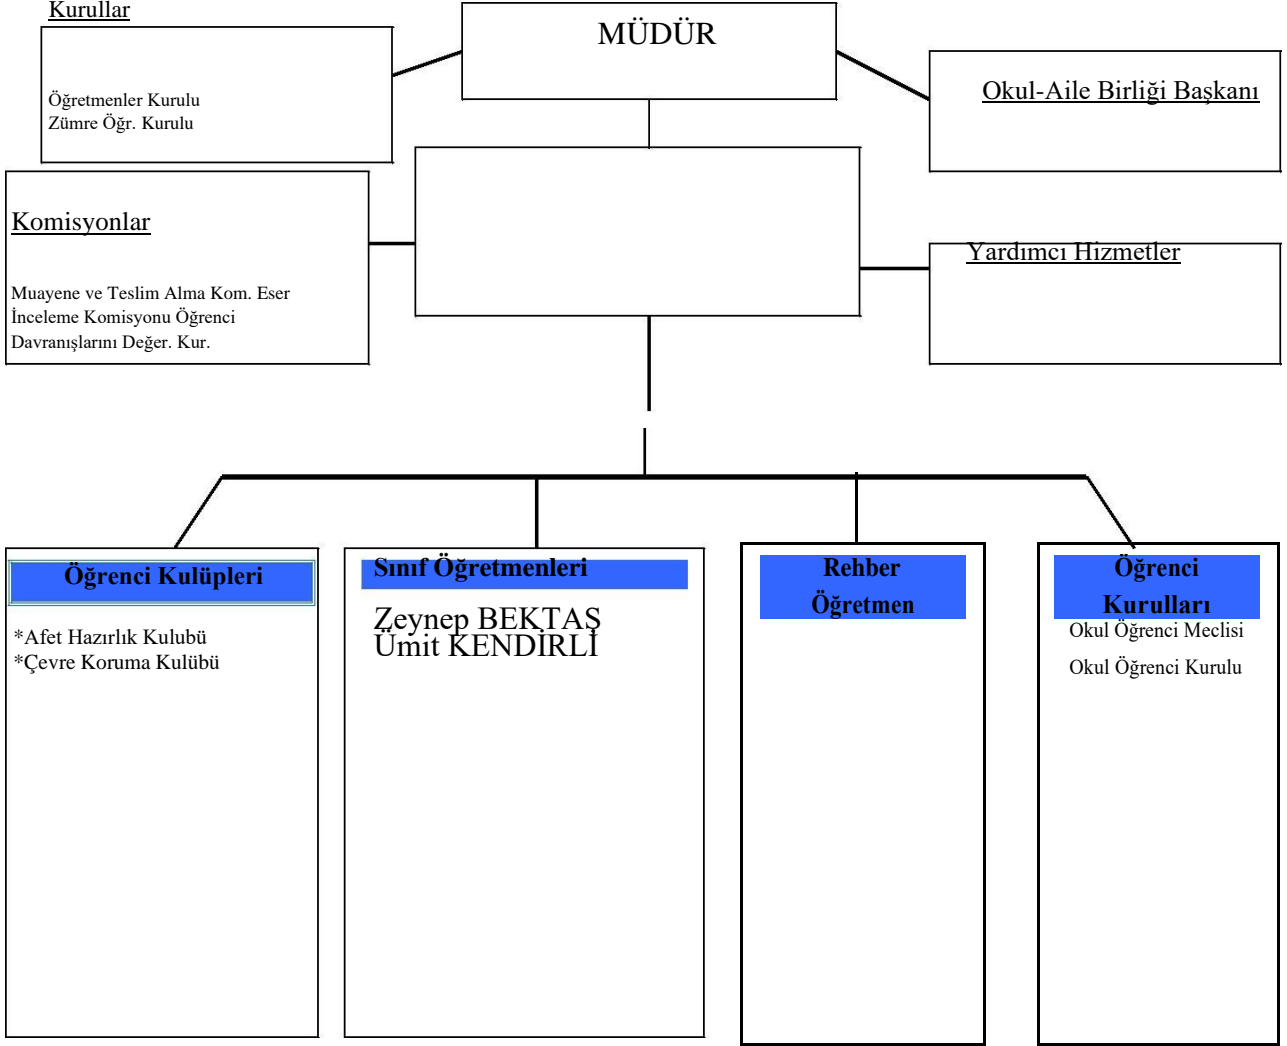 Kurullar
MÜDÜR
Okul-Aile Birliği Başkanı
Öğretmenler Kurulu
Zümre Öğr. Kurulu
Komisyonlar
Yardımcı Hizmetler
Muayene ve Teslim Alma Kom. Eser
İnceleme Komisyonu Öğrenci
Davranışlarını Değer. Kur.
Öğrenci Kulüpleri
*Afet Hazırlık Kulubü
*Çevre Koruma Kulübü
Sınıf Öğretmenleri
Zeynep BEKTAŞ
Ümit KENDİRLİ
Rehber
Öğretmen
Öğrenci
Kurulları
Okul Öğrenci Meclisi
Okul Öğrenci Kurulu